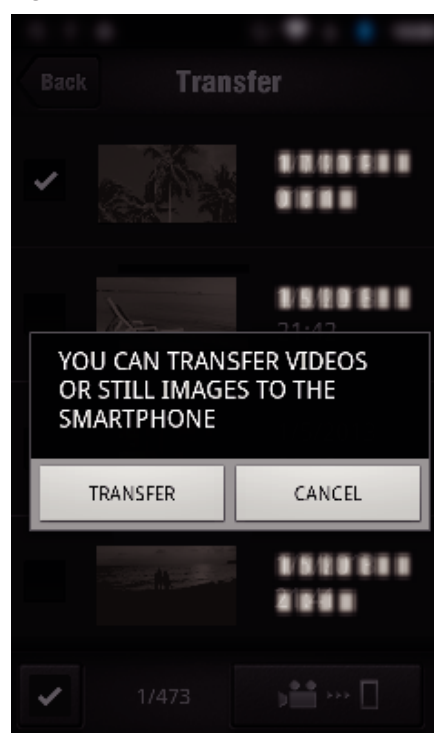 Back
Transfer
21:42
YOU CAN TRANSFER VIDEOS
OR STILL IMAGES TO THE
SMARTPHONE
TRANSFER
CANCEL
1/473